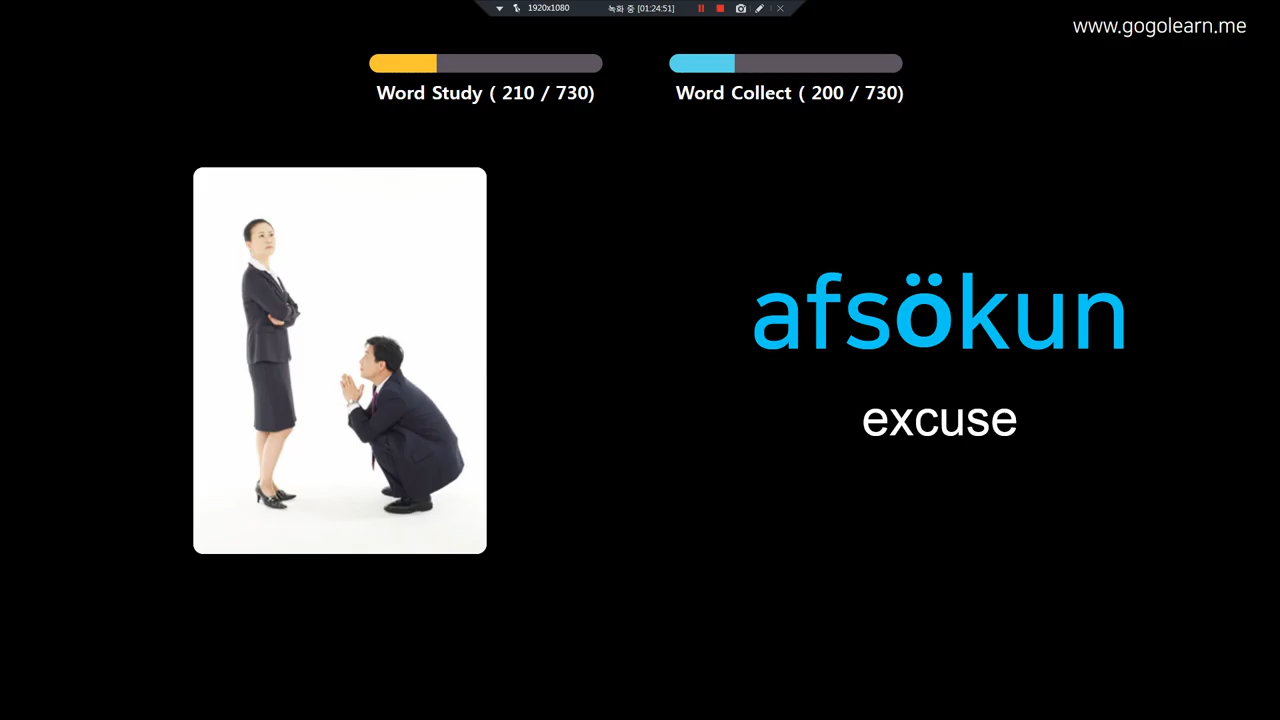 1920x1080 녹화 중 [01:24:51]
www.gogolearn.me
Word Study ( 210 / 730)
Word Collect ( 200 / 730)
afsökun
excuse